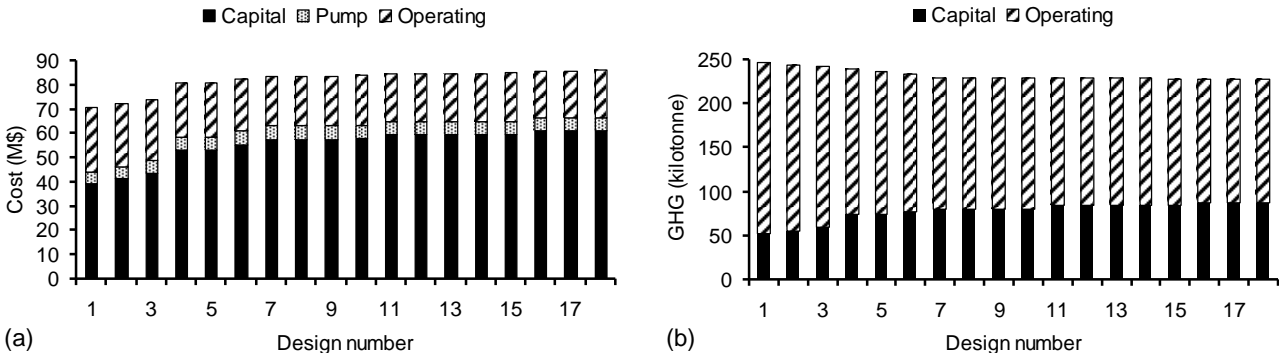 Capital Pump Operating
90
80
70
60
50
40
30
20
10
0
Cost (M$)
1 3 5 7 9 11 13 15 17
Design number
(a)
Capital Operating
250
200
150
100
50
0
GHG (kilotonne)
1 3 5 7 9 11 13 15 17
Design number
(b)